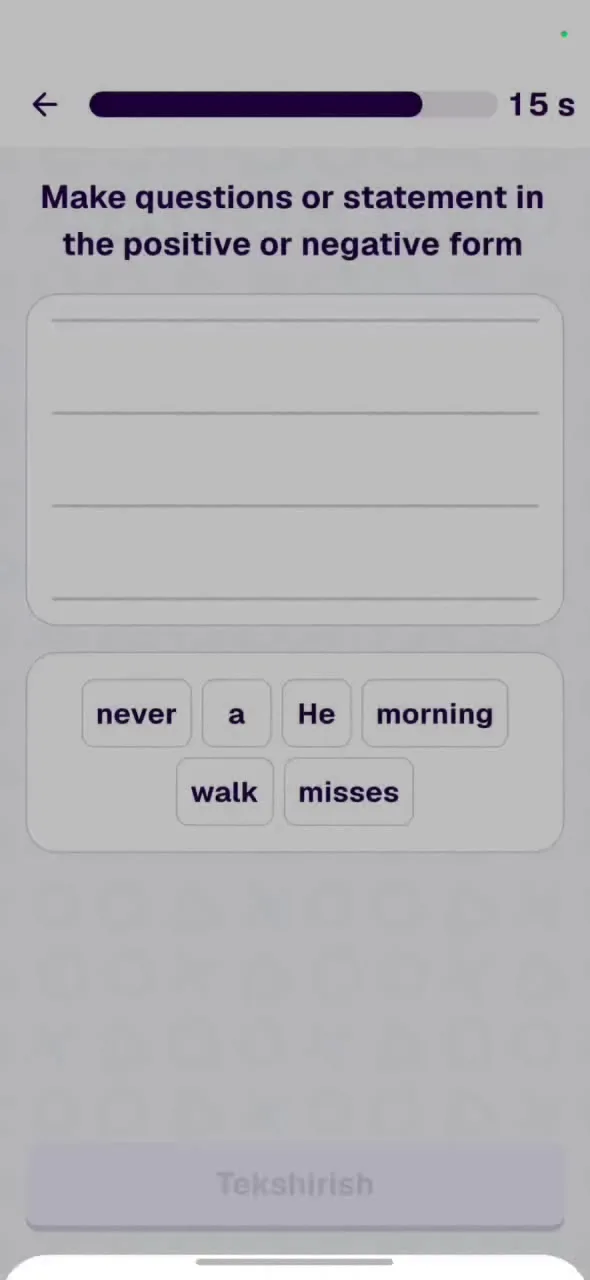 15 s
Make questions or statement in
the positive or negative form
never a He morning
walk misses
Tekshirish